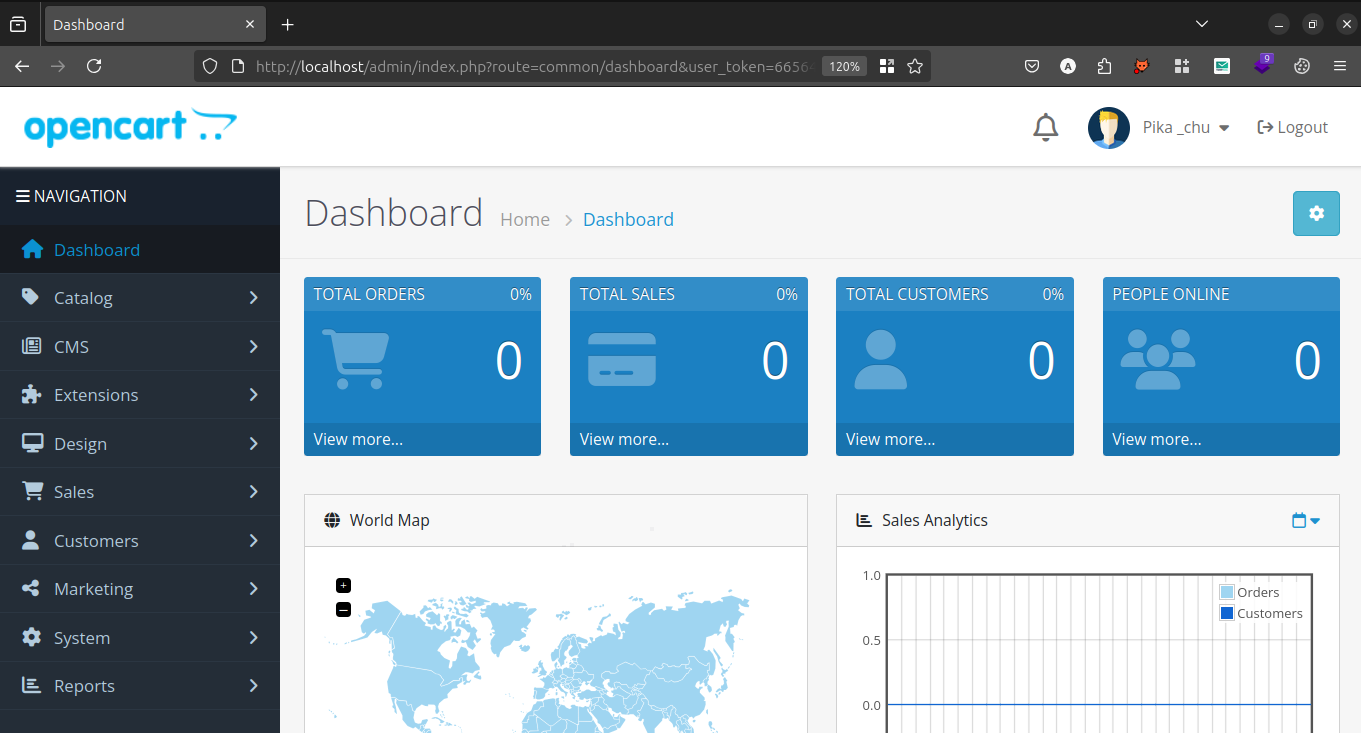 Dashboard
http://localhost/admin/index.php?route=common/dashboard&user_token=6656
120%
A
9
opencart
Pika _chu
Logout
NAVIGATION
Dashboard
Catalog
CMS
Extensions
Design
Sales
Customers
Marketing
System
Reports
Dashboard Home > Dashboard
TOTAL ORDERS 0%
0
View more...
TOTAL SALES 0%
0
View more...
TOTAL CUSTOMERS 0%
0
View more...
PEOPLE ONLINE
0
View more...
World Map
+
–
Sales Analytics
1.0
0.5
0.0
Orders
Customers